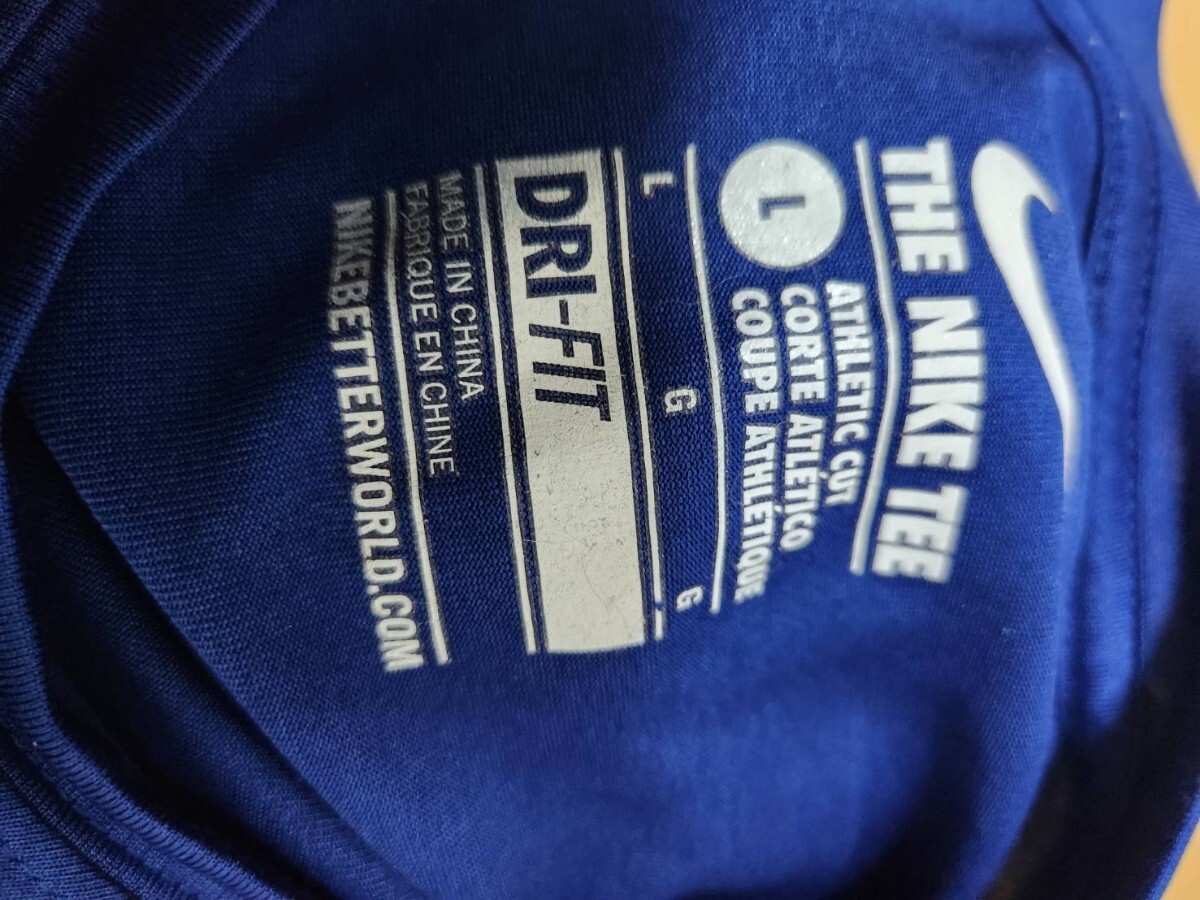 THE NIKE TEE
L
ATHLETIC CUT
CORTE ATLÉTICO
COUPE ATHLÉTIQUE
L G G
DRI-FIT
MADE IN CHINA
FABRIQUE EN CHINE
NIKEBETTERWORLD.COM